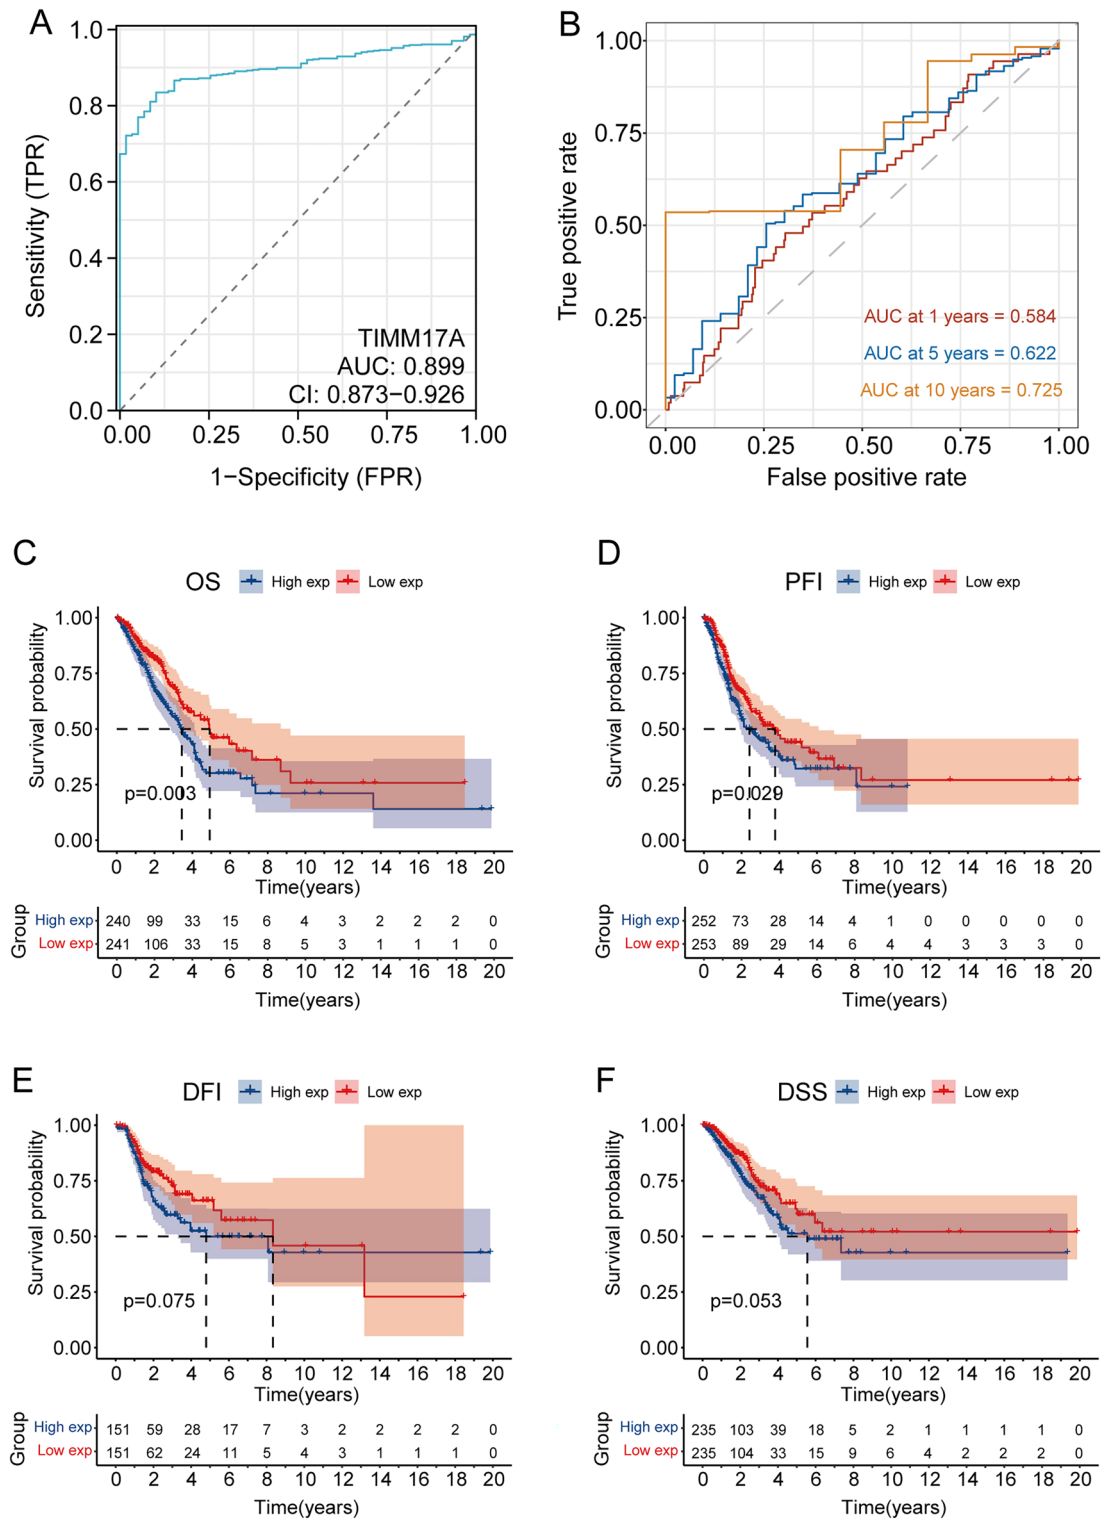 A
1.0
0.8
0.6
0.4
0.2
0.0
Sensitivity (TPR)
TIMM17A
AUC: 0.899
CI: 0.873−0.926
0.00 0.25 0.50 0.75 1.00
1−Specificity (FPR)
B
1.00
0.75
0.50
0.25
0.00
True positive rate
AUC at 1 years = 0.584
AUC at 5 years = 0.622
AUC at 10 years = 0.725
0.00 0.25 0.50 0.75 1.00
False positive rate
C
OS High exp Low exp
1.00
0.75
0.50
0.25
0.00
Survival probability
p=0.003
0 2 4 6 8 10 12 14 16 18 20
Time(years)
Group
High exp 240 99 33 15 6 4 3 2 2 2 0
Low exp 241 106 33 15 8 5 3 1 1 1 0
0 2 4 6 8 10 12 14 16 18 20
Time(years)
D
PFI High exp Low exp
1.00
0.75
0.50
0.25
0.00
Survival probability
p=0.029
0 2 4 6 8 10 12 14 16 18 20
Time(years)
Group
High exp 252 73 28 14 4 1 0 0 0 0 0
Low exp 253 89 29 14 6 4 4 3 3 3 0
0 2 4 6 8 10 12 14 16 18 20
Time(years)
E
DFI High exp Low exp
1.00
0.75
0.50
0.25
0.00
Survival probability
p=0.075
0 2 4 6 8 10 12 14 16 18 20
Time(years)
Group
High exp 151 59 28 17 7 3 2 2 2 2 0
Low exp 151 62 24 11 5 4 3 1 1 1 0
0 2 4 6 8 10 12 14 16 18 20
Time(years)
F
DSS High exp Low exp
1.00
0.75
0.50
0.25
0.00
Survival probability
p=0.053
0 2 4 6 8 10 12 14 16 18 20
Time(years)
Group
High exp 235 103 39 18 5 2 1 1 1 1 0
Low exp 235 104 33 15 9 6 4 2 2 2 0
0 2 4 6 8 10 12 14 16 18 20
Time(years)